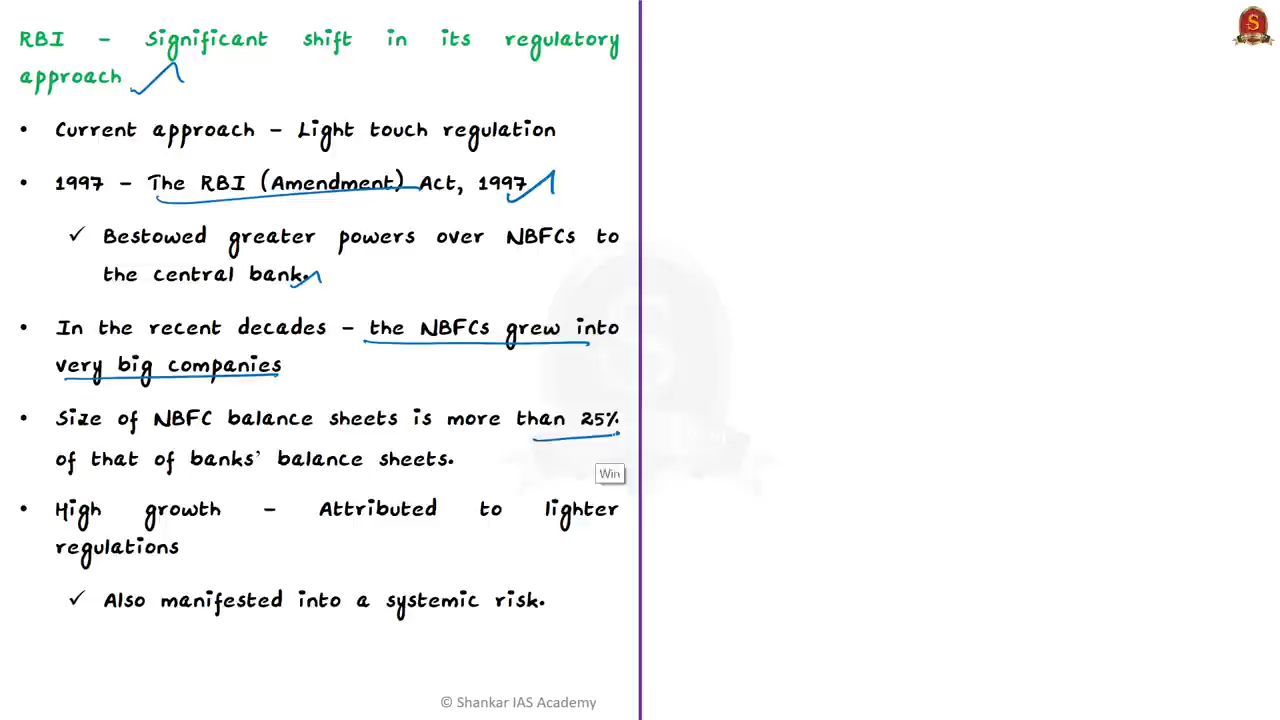 RBI - Significant shift in its regulatory
approach
• Current approach - Light touch regulation
• 1997 - The RBI (Amendment) Act, 1997
✓ Bestowed greater powers over NBFCs to
the central bank.
• In the recent decades - the NBFCs grew into
very big companies
• Size of NBFC balance sheets is more than 25%
of that of banks' balance sheets.
Win
• High growth - Attributed to lighter
regulations
✓ Also manifested into a systemic risk.
© Shankar IAS Academy